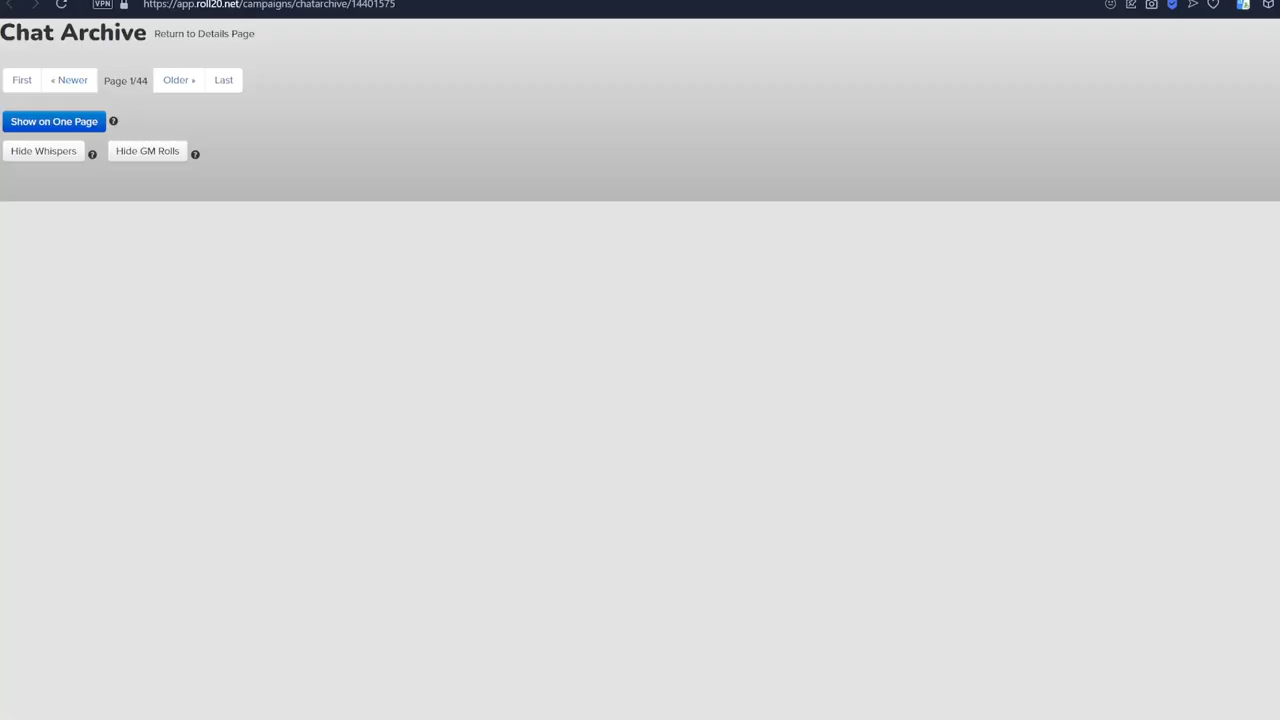 VPN https://app.roll20.net/campaigns/chatarchive/14401575
Chat Archive Return to Details Page
First « Newer Page 1/44 Older » Last
Show on One Page ?
Hide Whispers ? Hide GM Rolls ?